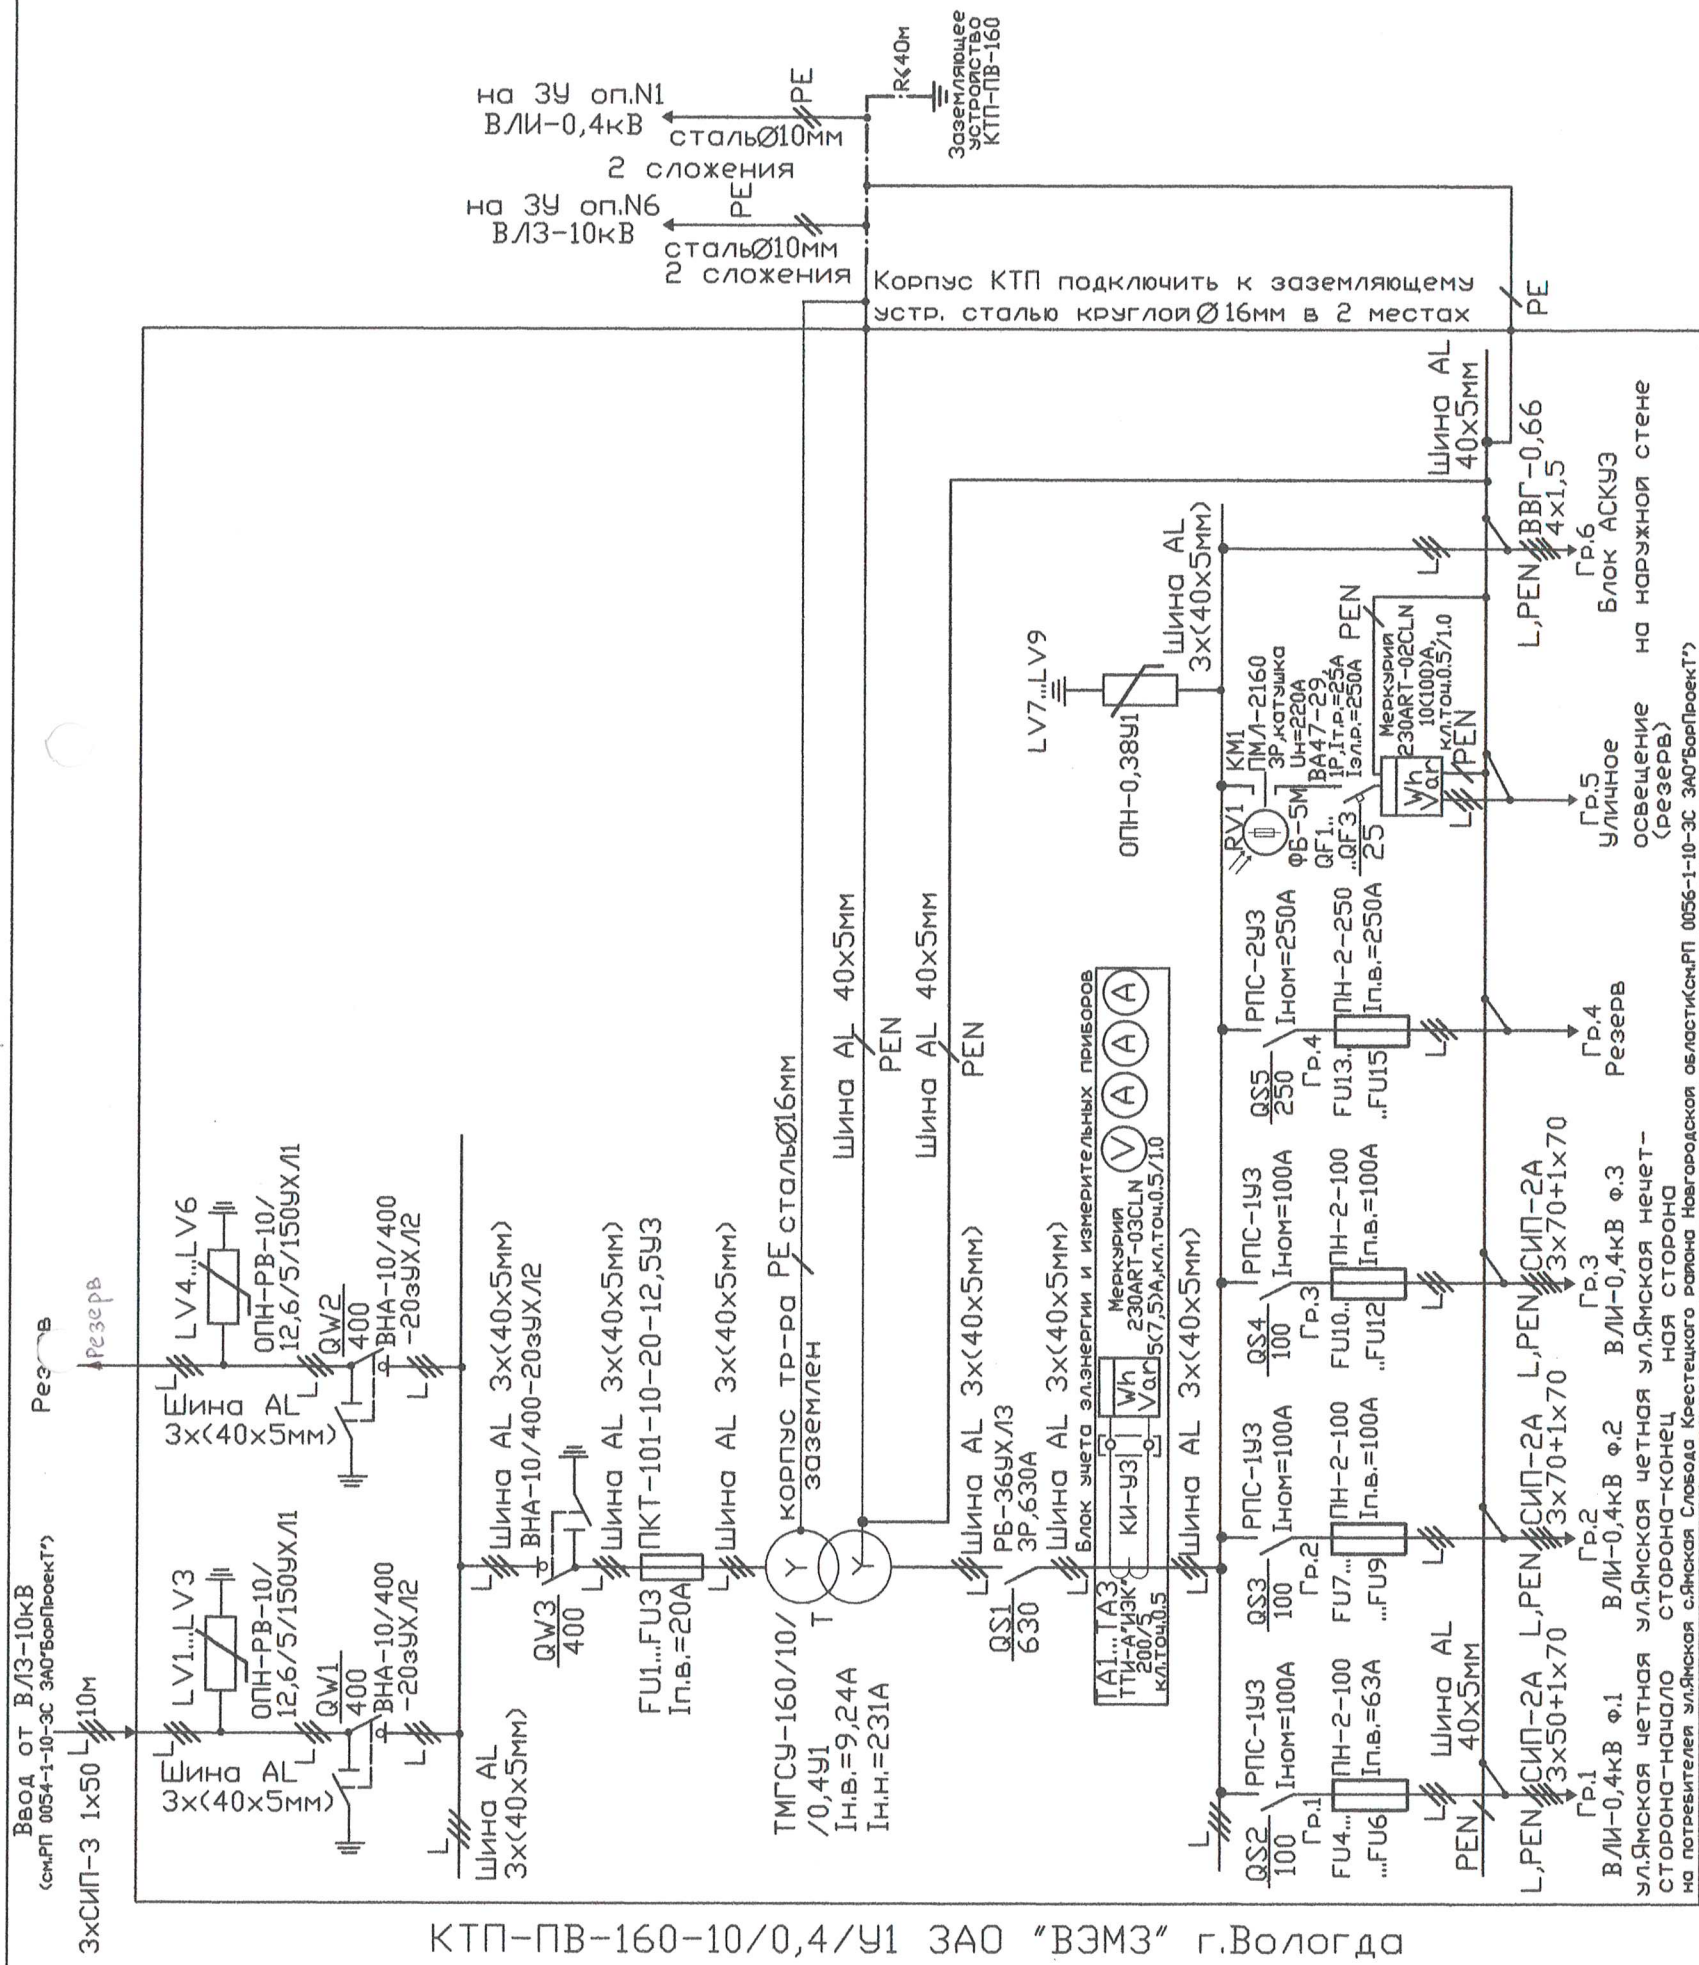 Ввод от ВЛЗ-10кВ
(см.РП 0054-1-10-ЭС ЗАО"БорПроект")
3хСИП-3 1х50
L
10м
Резерв
L
LV1...LV3
ОПН-РВ-10/
12,6/5/150УХЛ1
Шина AL
3х(40х5мм)
L
QW1
400
ВНА-10/400
-20зУХЛ2
L
L
LV4...LV6
ОПН-РВ-10/
12,6/5/150УХЛ1
Шина AL
3х(40х5мм)
L
QW2
400
ВНА-10/400
-20зУХЛ2
L
L
Шина AL
3х(40х5мм)
L
Шина AL 3х(40х5мм)
ВНА-10/400-20зУХЛ2
QW3
400
L
Шина AL 3х(40х5мм)
FU1...FU3
Iп.в.=20А
ПКТ-101-10-20-12,5У3
L
Шина AL 3х(40х5мм)
ТМГСУ-160/10/
/0,4У1
Iн.в.=9,24А
Iн.н.=231А
Y
Y
Т
корпус тр-ра
заземлен
PE
сталь Ø16мм
Шина AL 40х5мм
PEN
Шина AL 40х5мм
PEN
L
Шина AL 3х(40х5мм)
QS1
630
РБ-36УХЛ3
3Р,630А
L
Шина AL 3х(40х5мм)
Блок учета эл.энергии и измерительных приборов
ТА1...ТА3
ТТИ-А"ИЭК"
200/5
кл.точ.0.5
КИ-У3
Wh
Var
Меркурий
230ART-03CLN
5(7,5)А,кл.точ.0.5/1.0
V
A
A
A
L
Шина AL 3х(40х5мм)
L
LV7...LV9
ОПН-0,38У1
Шина AL
3х(40х5мм)
QS2
100
РПС-1У3
Iном=100А
Гр.1
FU4...
...FU6
ПН-2-100
Iп.в.=63А
L
QS3
100
РПС-1У3
Iном=100А
Гр.2
FU7...
...FU9
ПН-2-100
Iп.в.=100А
L
QS4
100
РПС-1У3
Iном=100А
Гр.3
FU10..
..FU12
ПН-2-100
Iп.в.=100А
L
QS5
250
РПС-2У3
Iном=250А
Гр.4
FU13..
..FU15
ПН-2-250
Iп.в.=250А
L
RV1
ФБ-5М
КМ1
ПМЛ-2160
3Р,катушка
Uн=220А
QF1..
..QF3
25
ВА47-29,
1Р,Iт.р.=25А
Iэл.р.=250А
PEN
Wh
Var
Меркурий
230ART-02CLN
10(100)А,
кл.точ.0.5/1.0
L
PEN
L
Шина AL
40х5мм
PEN
Шина AL
40х5мм
L,PEN
СИП-2А
3х50+1х70
L,PEN
СИП-2А
3х70+1х70
L,PEN
СИП-2А
3х70+1х70
L,PEN
ВВГ-0,66
4х1,5
Гр.1
ВЛИ-0,4кВ ф.1
ул.Ямская четная
сторона-начало
Гр.2
ВЛИ-0,4кВ ф.2
ул.Ямская четная
сторона-конец
Гр.3
ВЛИ-0,4кВ ф.3
ул.Ямская нечет-
ная сторона
Гр.4
Резерв
Гр.5
Уличное
освещение
(резерв)
Гр.6
Блок АСКУЭ
на наружной стене
на потребителей ул.Ямская с.Ямская Слобода Крестецкого района Новгородской области(см.РП 0056-1-10-ЭС ЗАО"БорПроект")
на ЗУ оп.N6
ВЛЗ-10кВ
PE
сталь Ø10мм
2 сложения
на ЗУ оп.N1
ВЛИ-0,4кВ
PE
сталь Ø10мм
2 сложения
R≤4Ом
Заземляющее
устройство
КТП-ПВ-160
Корпус КТП подключить к заземляющему
устр. сталью круглой Ø16мм в 2 местах
PE
КТП-ПВ-160-10/0,4/У1 ЗАО "ВЭМЗ" г.Вологда
Резерв